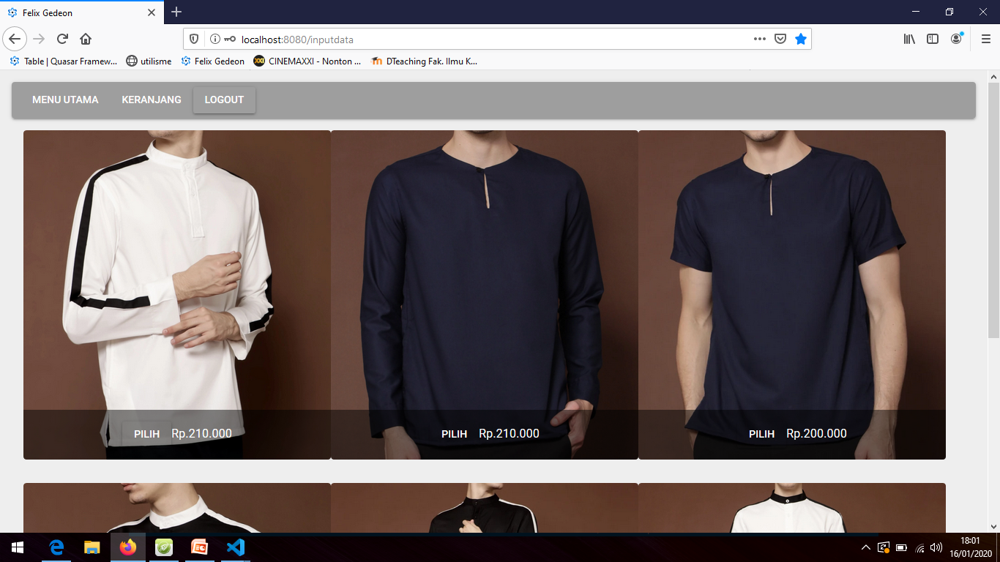 Felix Gedeon
localhost:8080/inputdata
Table | Quasar Framew... utilisme Felix Gedeon CINEMAXXI - Nonton ... DTeaching Fak. Ilmu K...
MENU UTAMA KERANJANG LOGOUT
PILIH Rp.210.000 PILIH Rp.210.000 PILIH Rp.200.000
18:01
16/01/2020